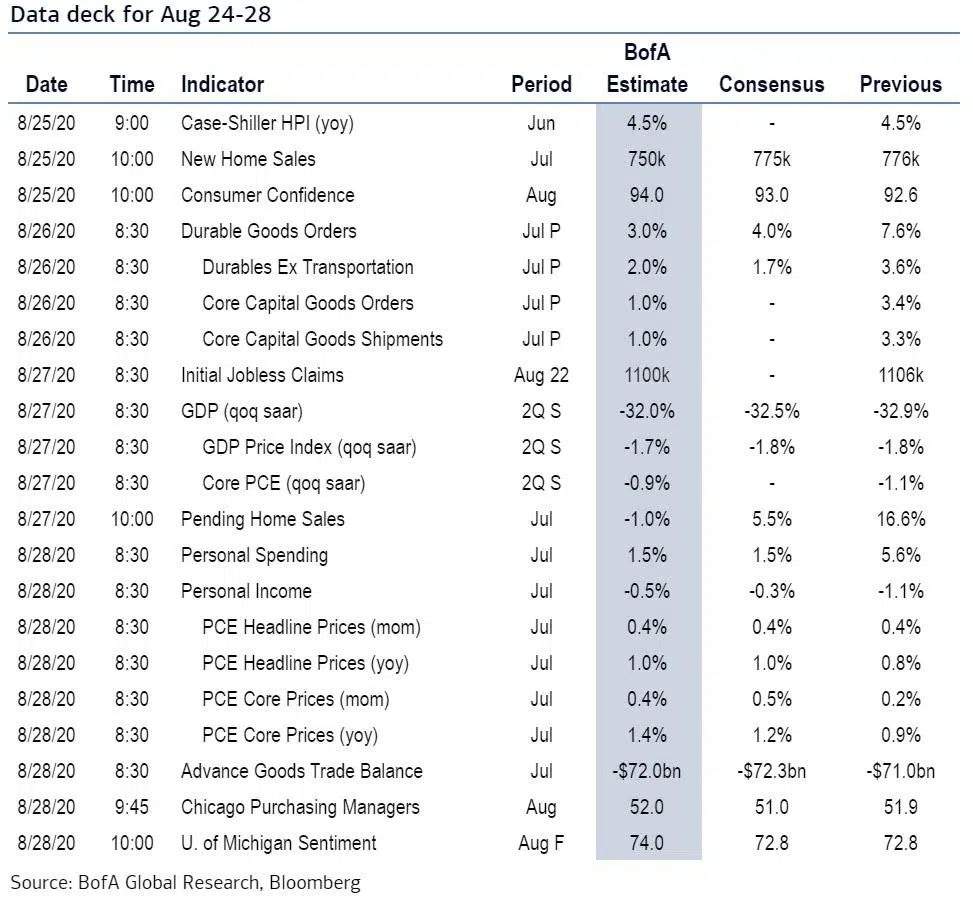 Data deck for Aug 24-28
BofA
Date Time Indicator Period Estimate Consensus Previous
8/25/20 9:00 Case-Shiller HPI (yoy) Jun 4.5% - 4.5%
8/25/20 10:00 New Home Sales Jul 750k 775k 776k
8/25/20 10:00 Consumer Confidence Aug 94.0 93.0 92.6
8/26/20 8:30 Durable Goods Orders Jul P 3.0% 4.0% 7.6%
8/26/20 8:30 Durables Ex Transportation Jul P 2.0% 1.7% 3.6%
8/26/20 8:30 Core Capital Goods Orders Jul P 1.0% - 3.4%
8/26/20 8:30 Core Capital Goods Shipments Jul P 1.0% - 3.3%
8/27/20 8:30 Initial Jobless Claims Aug 22 1100k - 1106k
8/27/20 8:30 GDP (qoq saar) 2Q S -32.0% -32.5% -32.9%
8/27/20 8:30 GDP Price Index (qoq saar) 2Q S -1.7% -1.8% -1.8%
8/27/20 8:30 Core PCE (qoq saar) 2Q S -0.9% - -1.1%
8/27/20 10:00 Pending Home Sales Jul -1.0% 5.5% 16.6%
8/28/20 8:30 Personal Spending Jul 1.5% 1.5% 5.6%
8/28/20 8:30 Personal Income Jul -0.5% -0.3% -1.1%
8/28/20 8:30 PCE Headline Prices (mom) Jul 0.4% 0.4% 0.4%
8/28/20 8:30 PCE Headline Prices (yoy) Jul 1.0% 1.0% 0.8%
8/28/20 8:30 PCE Core Prices (mom) Jul 0.4% 0.5% 0.2%
8/28/20 8:30 PCE Core Prices (yoy) Jul 1.4% 1.2% 0.9%
8/28/20 8:30 Advance Goods Trade Balance Jul -$72.0bn -$72.3bn -$71.0bn
8/28/20 9:45 Chicago Purchasing Managers Aug 52.0 51.0 51.9
8/28/20 10:00 U. of Michigan Sentiment Aug F 74.0 72.8 72.8
Source: BofA Global Research, Bloomberg